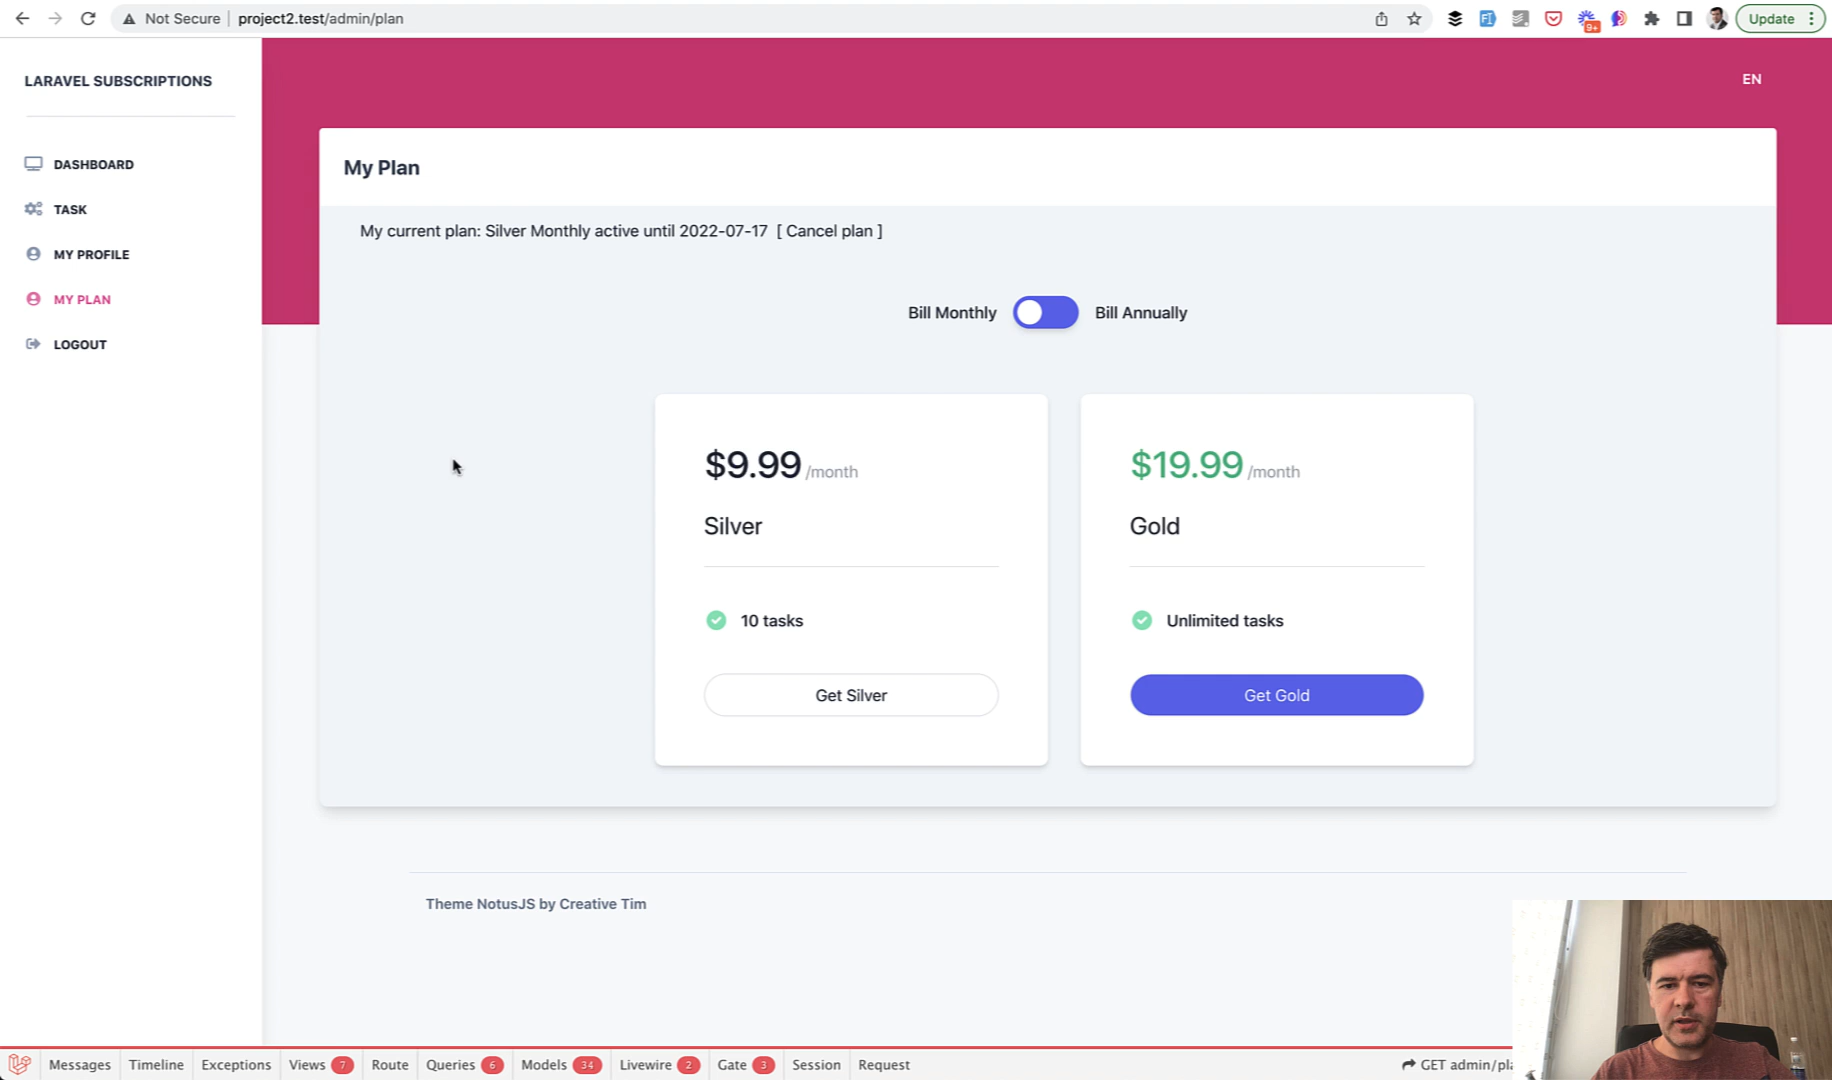 Not Secure project2.test/admin/plan
9+
Update
LARAVEL SUBSCRIPTIONS
EN
DASHBOARD
TASK
MY PROFILE
MY PLAN
LOGOUT
My Plan
My current plan: Silver Monthly active until 2022-07-17 [ Cancel plan ]
Bill Monthly Bill Annually
$9.99 /month
Silver
10 tasks
Get Silver
$19.99 /month
Gold
Unlimited tasks
Get Gold
Theme NotusJS by Creative Tim
Messages Timeline Exceptions Views 7 Route Queries 6 Models 34 Livewire 2 Gate 3 Session Request GET admin/pla